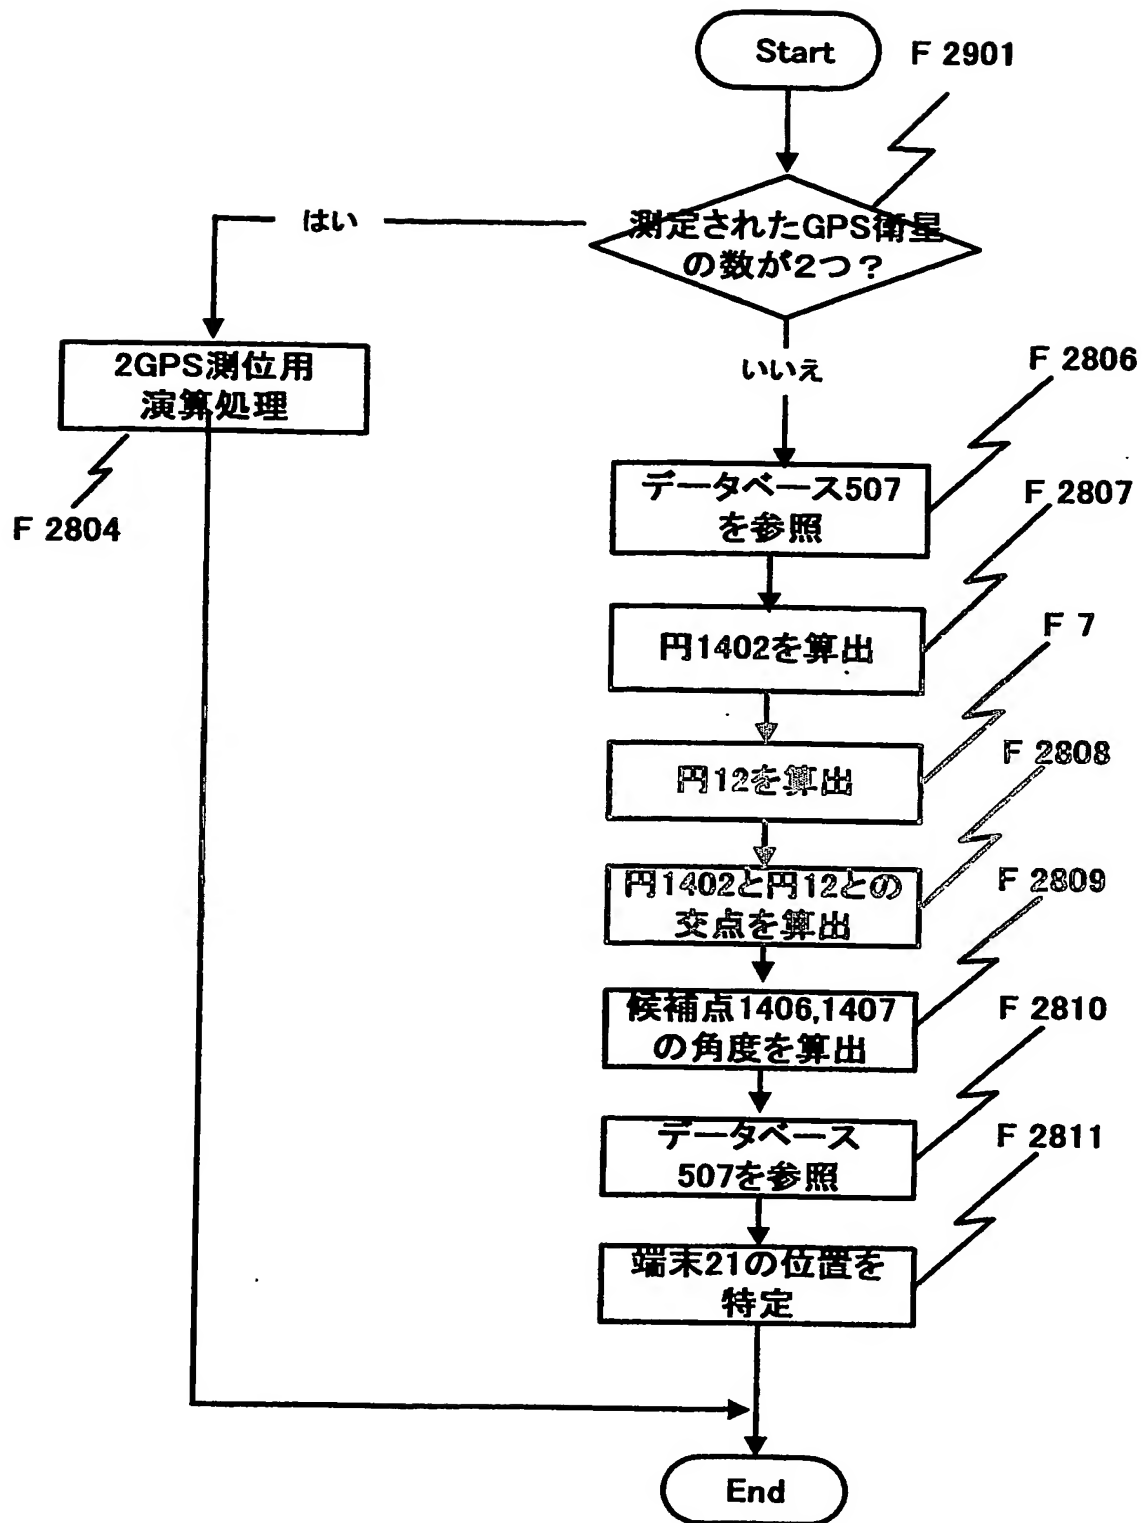 Start
F 2901
測定されたGPS衛星
の数が2つ？
はい
いいえ
2GPS測位用
演算処理
F 2804
F 2806
データベース507
を参照
F 2807
円1402を算出
F 7
円12を算出
F 2808
円1402と円12との
交点を算出
F 2809
候補点1406,1407
の角度を算出
F 2810
データベース
507を参照
F 2811
端末21の位置を
特定
End